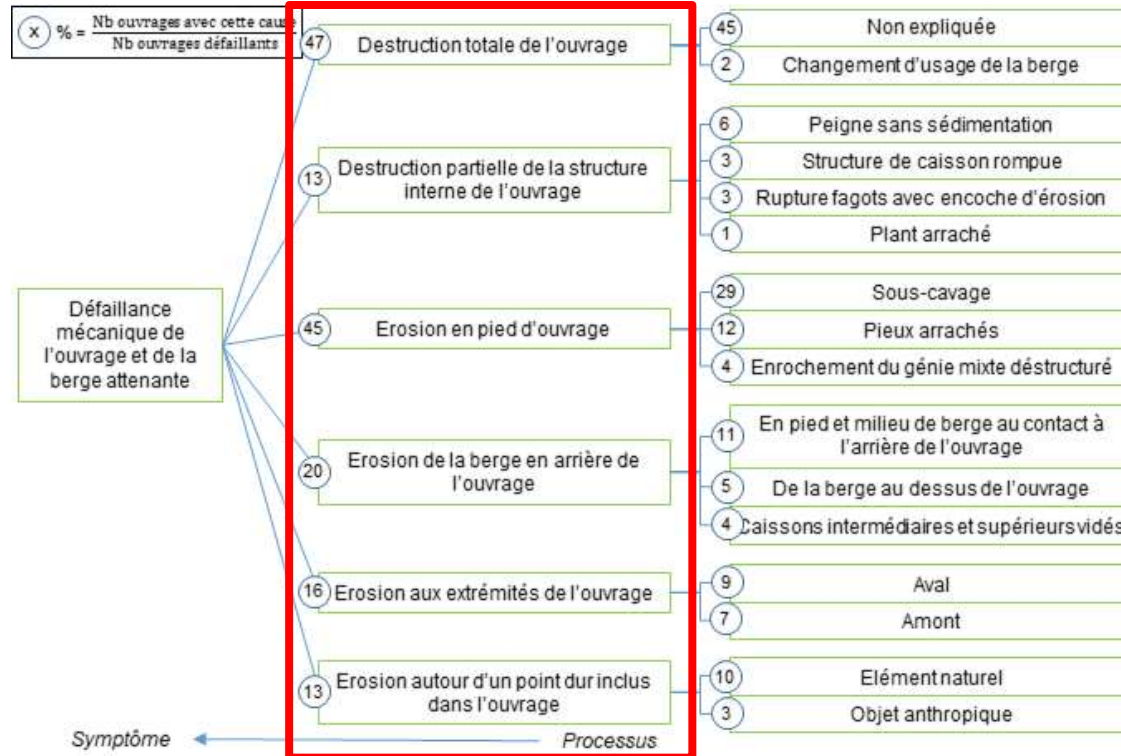 x % = Nb ouvrages avec cette cause
Nb ouvrages défaillants
Défaillance
mécanique de
l'ouvrage et de la
berge attenante
47 Destruction totale de l'ouvrage
45 Non expliquée
2 Changement d'usage de la berge
13 Destruction partielle de la structure
interne de l'ouvrage
6 Peigne sans sédimentation
3 Structure de caisson rompue
3 Rupture fagots avec encoche d'érosion
1 Plant arraché
45 Erosion en pied d'ouvrage
29 Sous-cavage
12 Pieux arrachés
4 Enrochement du génie mixte déstructuré
20 Erosion de la berge en arrière de
l'ouvrage
11 En pied et milieu de berge au contact à
l'arrière de l'ouvrage
5 De la berge au dessus de l'ouvrage
4 Caissons intermédiaires et supérieurs vidés
16 Erosion aux extrémités de l'ouvrage
9 Aval
7 Amont
13 Erosion autour d'un point dur inclus
dans l'ouvrage
10 Elément naturel
3 Objet anthropique
Symptôme
Processus